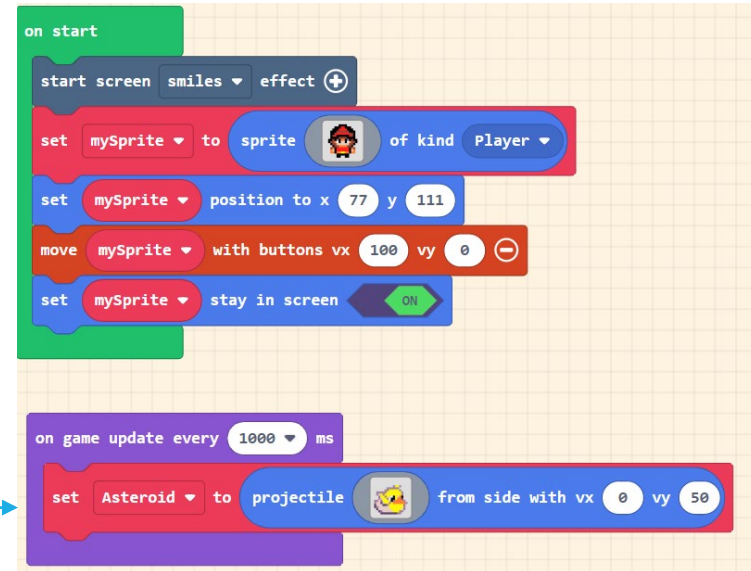 on start
start screen smiles effect
set mySprite to sprite of kind Player
set mySprite position to x 77 y 111
move mySprite with buttons vx 100 vy 0
set mySprite stay in screen ON
on game update every 1000 ms
set Asteroid to projectile from side with vx 0 vy 50